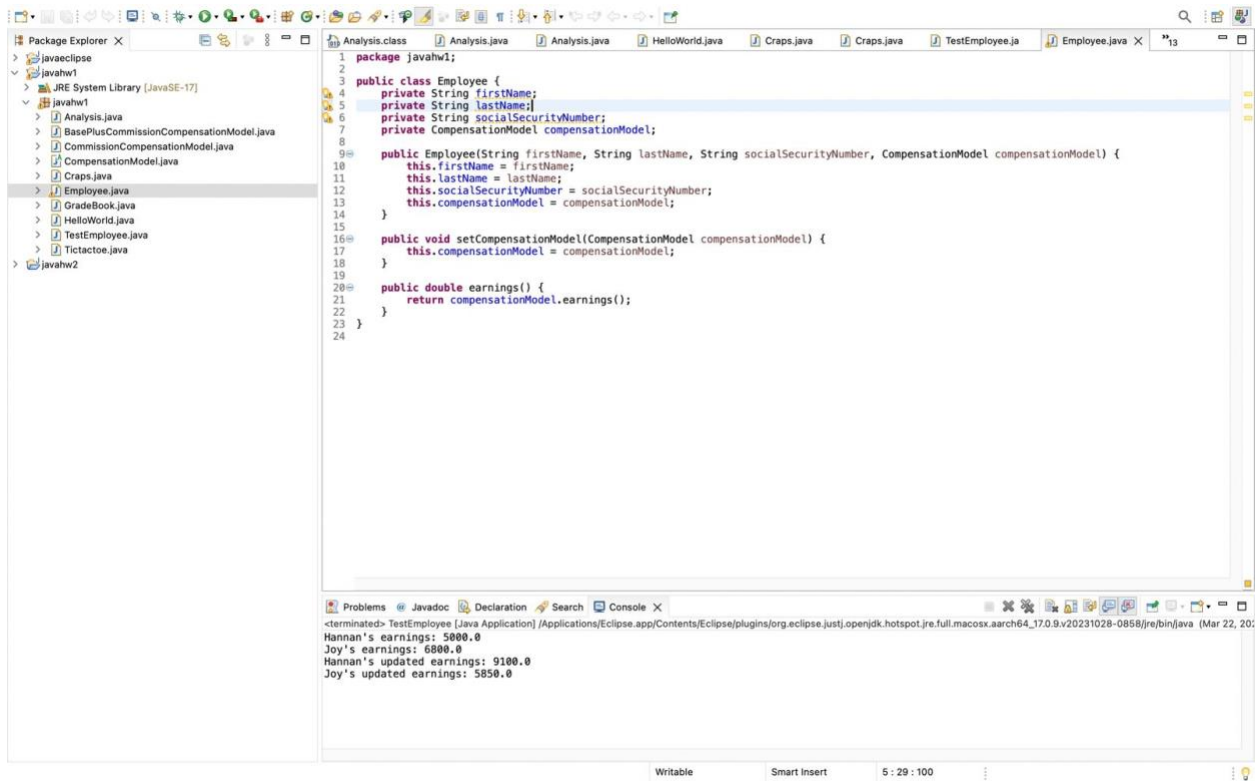 Package Explorer
javaeclipse
javahw1
JRE System Library [JavaSE-17]
javahw1
Analysis.java
BasePlusCommissionCompensationModel.java
CommissionCompensationModel.java
CompensationModel.java
Craps.java
Employee.java
GradeBook.java
HelloWorld.java
TestEmployee.java
Tictactoe.java
javahw2
Analysis.class Analysis.java Analysis.java HelloWorld.java Craps.java Craps.java TestEmployee.ja Employee.java »13
1 package javahw1;
2
3 public class Employee {
4 private String firstName;
5 private String lastName;
6 private String socialSecurityNumber;
7 private CompensationModel compensationModel;
8
9 public Employee(String firstName, String lastName, String socialSecurityNumber, CompensationModel compensationModel) {
10 this.firstName = firstName;
11 this.lastName = lastName;
12 this.socialSecurityNumber = socialSecurityNumber;
13 this.compensationModel = compensationModel;
14 }
15
16 public void setCompensationModel(CompensationModel compensationModel) {
17 this.compensationModel = compensationModel;
18 }
19
20 public double earnings() {
21 return compensationModel.earnings();
22 }
23 }
24
Problems Javadoc Declaration Search Console
<terminated> TestEmployee [Java Application] /Applications/Eclipse.app/Contents/Eclipse/plugins/org.eclipse.justj.openjdk.hotspot.jre.full.macosx.aarch64_17.0.9.v20231028-0858/jre/bin/java (Mar 22, 202
Hannan's earnings: 5000.0
Joy's earnings: 6800.0
Hannan's updated earnings: 9100.0
Joy's updated earnings: 5850.0
Writable Smart Insert 5 : 29 : 100